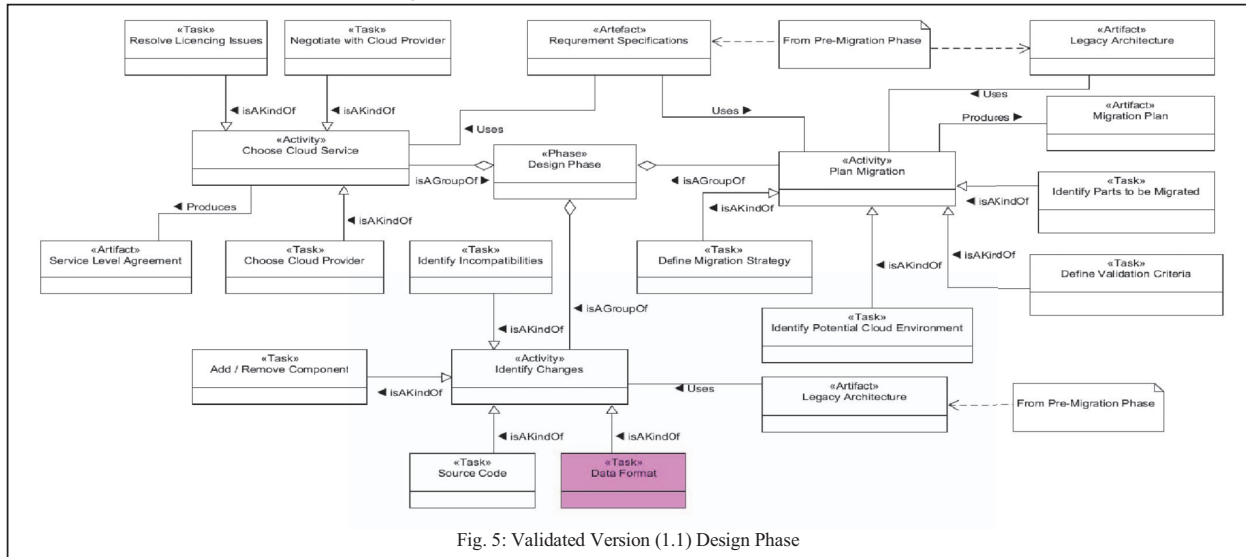 «Task»
Resolve Licencing Issues
«Task»
Negotiate with Cloud Provider
«Artefact»
Requrement Specifications
From Pre-Migration Phase
«Artifact»
Legacy Architecture
◄ isAKindOf
◄ isAKindOf
◄ Uses
Uses ►
◄ Uses
Produces ►
«Artifact»
Migration Plan
«Activity»
Choose Cloud Service
«Phase»
Design Phase
«Activity»
Plan Migration
isAGroupOf ►
◄ isAGroupOf
«Task»
Identify Parts to be Migrated
◄ isAKindOf
◄ Produces
◄ isAKindOf
◄ isAKindOf
«Artifact»
Service Level Agreement
«Task»
Choose Cloud Provider
«Task»
Identify Incompatibilities
«Task»
Define Migration Strategy
◄ isAKindOf
◄ isAKindOf
«Task»
Define Validation Criteria
◄ isAGroupOf
«Task»
Identify Potential Cloud Environment
◄ isAKindOf
«Task»
Add / Remove Component
◄ isAKindOf
«Activity»
Identify Changes
◄ Uses
«Artifact»
Legacy Architecture
From Pre-Migration Phase
◄ isAKindOf
◄ isAKindOf
«Task»
Source Code
«Task»
Data Format
Fig. 5: Validated Version (1.1) Design Phase